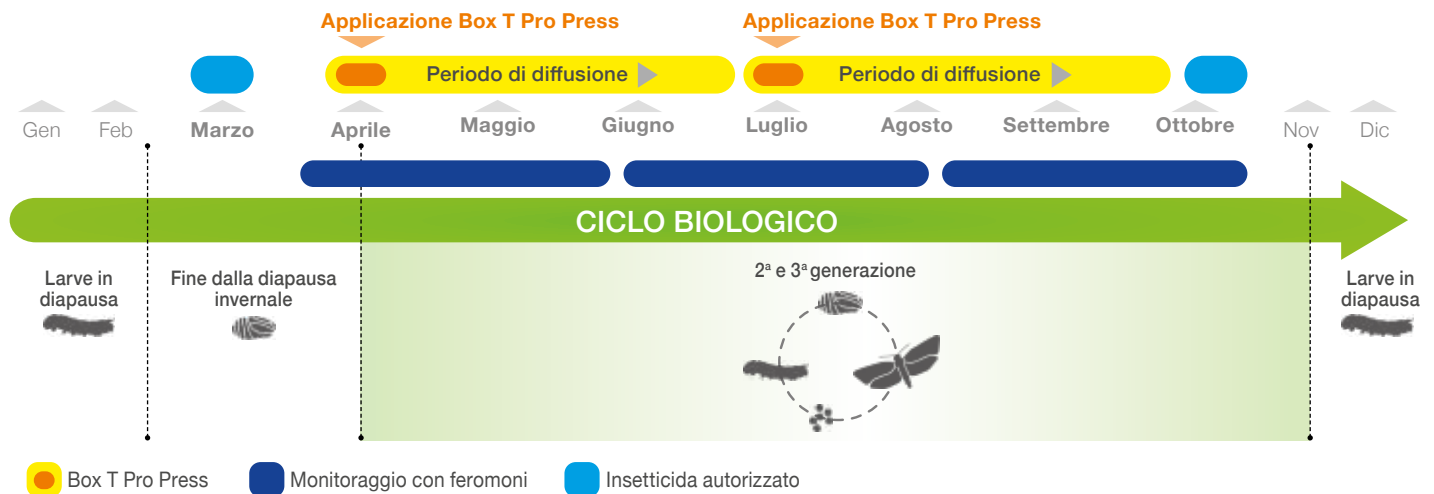 Applicazione Box T Pro Press
Applicazione Box T Pro Press
Periodo di diffusione
Periodo di diffusione
Gen
Feb
Marzo
Aprile
Maggio
Giugno
Luglio
Agosto
Settembre
Ottobre
Nov
Dic
CICLO BIOLOGICO
Larve in
diapausa
Fine dalla diapausa
invernale
2ª e 3ª generazione
Larve in
diapausa
Box T Pro Press
Monitoraggio con feromoni
Insetticida autorizzato